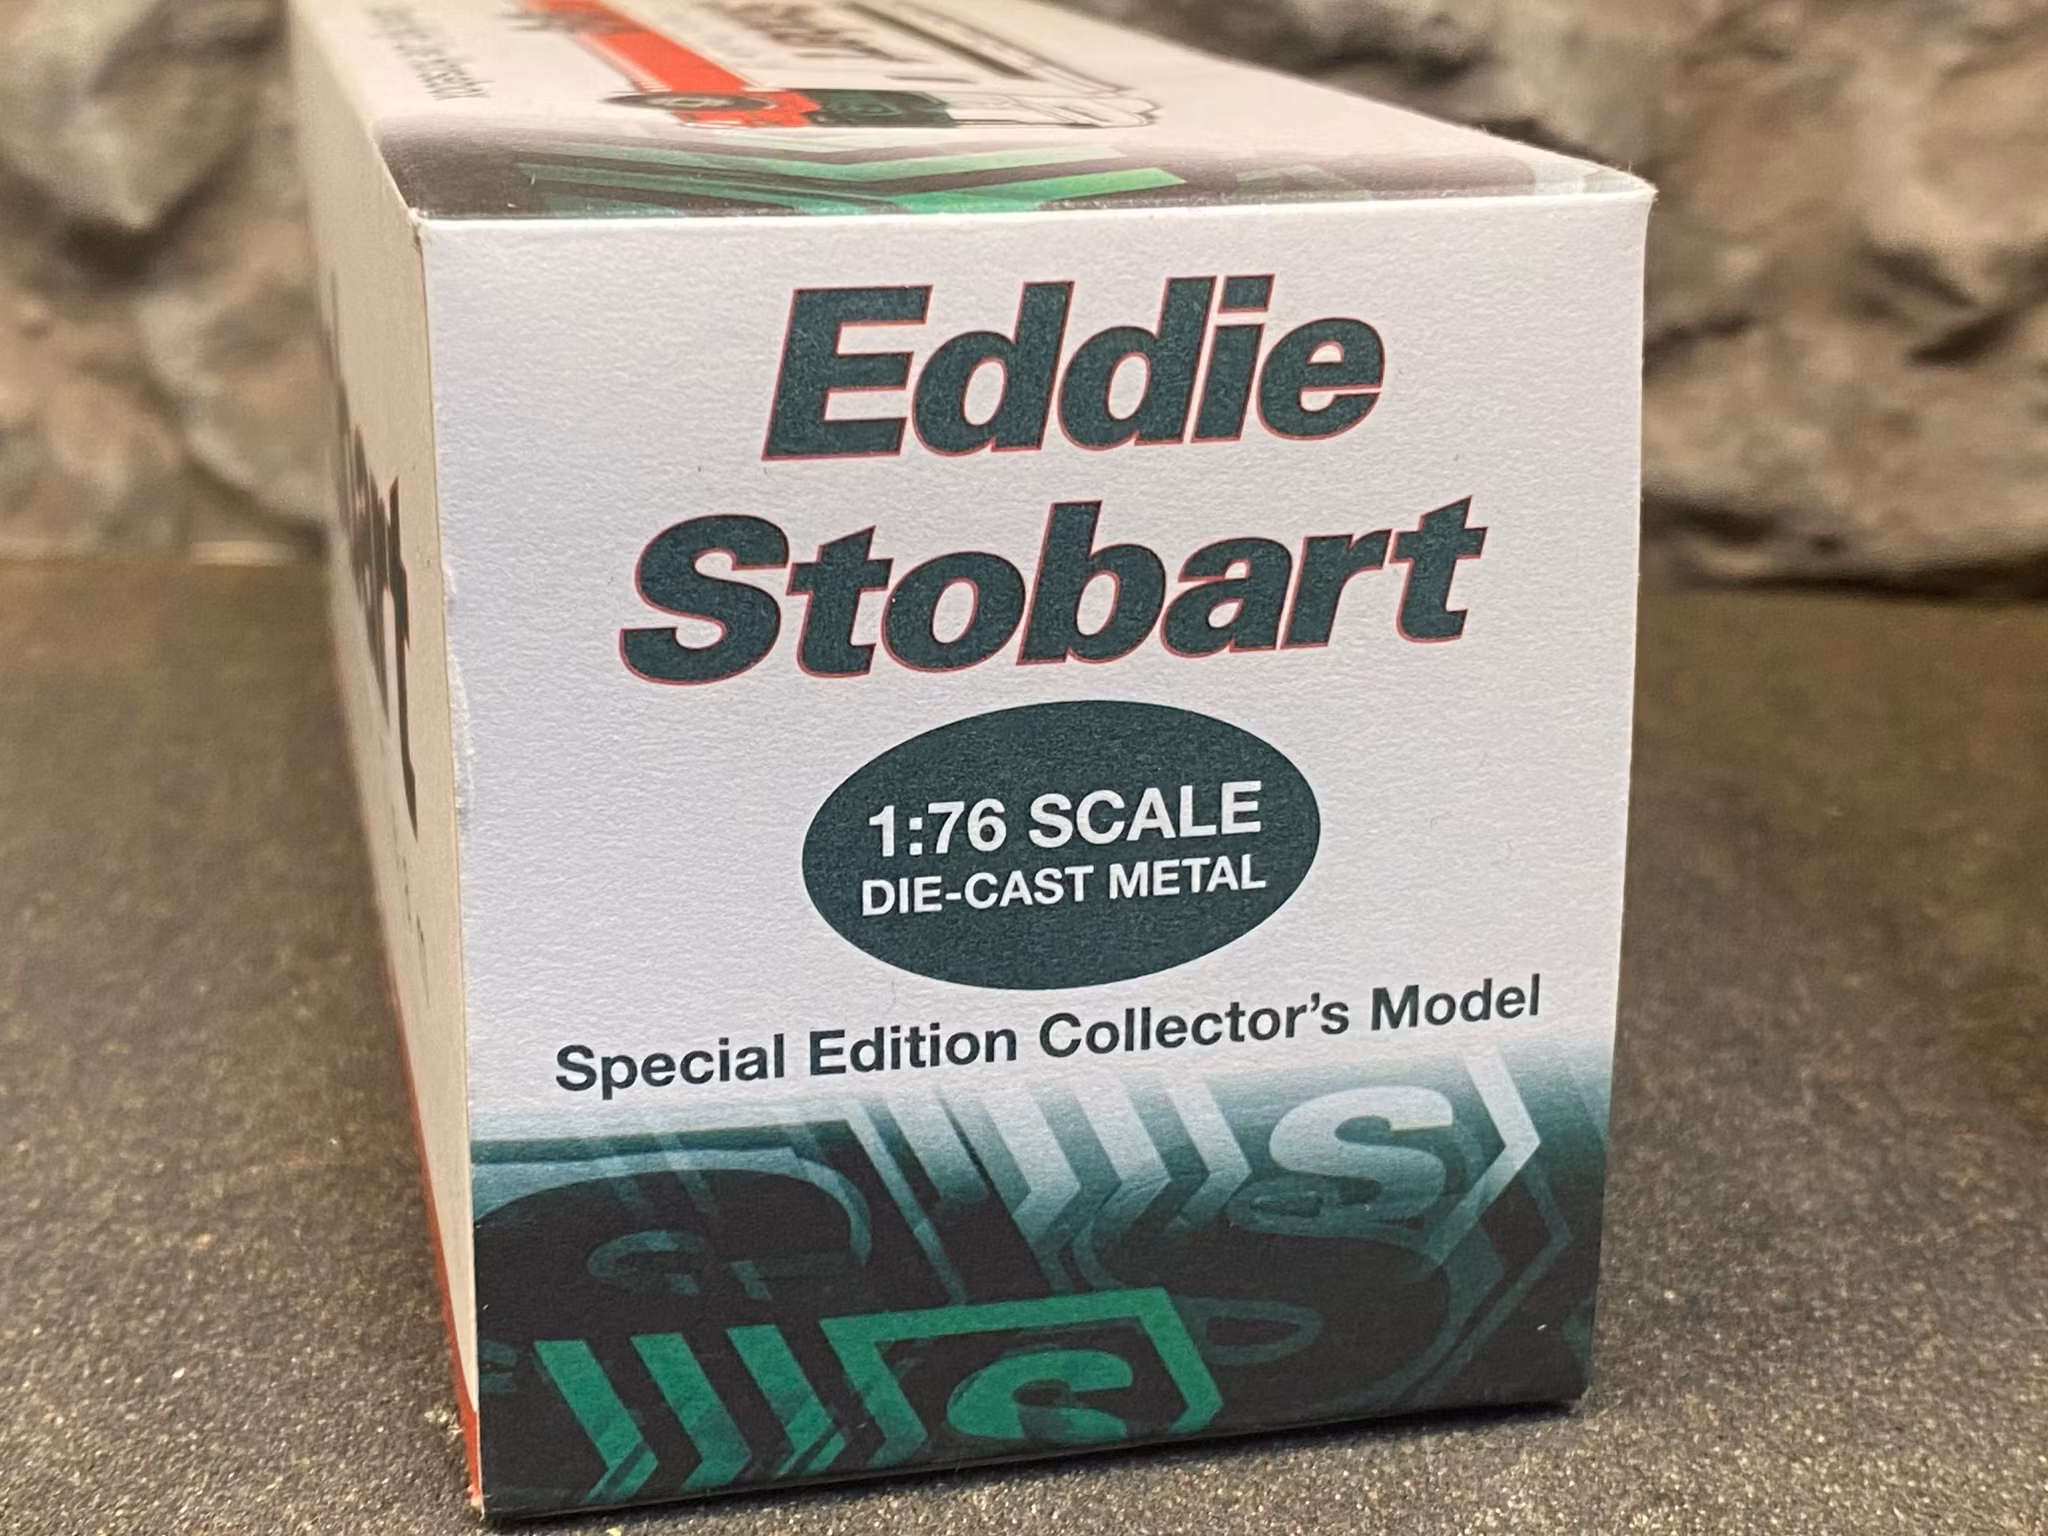 Eddie
Stobart
1:76 SCALE
DIE-CAST METAL
Special Edition Collector's Model
S
S